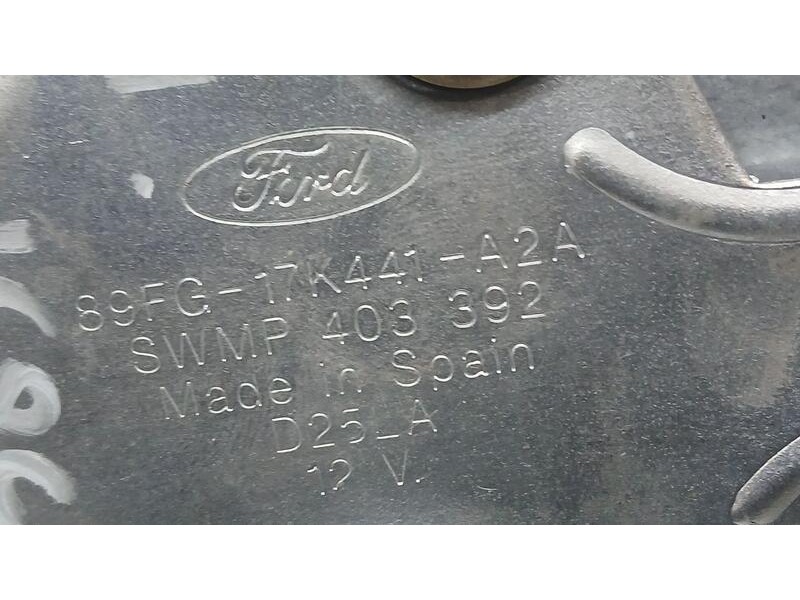 Ford
89FG-17K441-A2A
SWMP 403 392
Made in Spain
D25_A
12 V.